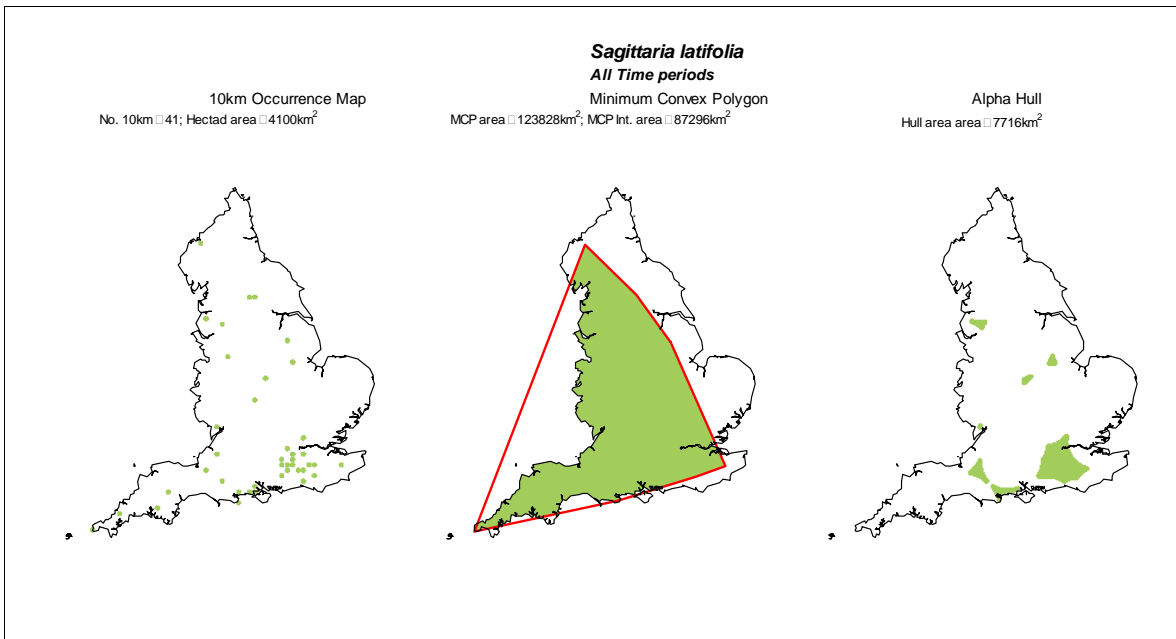 Sagittaria latifolia
All Time periods
10km Occurrence Map
No. 10km □ 41; Hectad area □ 4100km²
Minimum Convex Polygon
MCP area □ 123828km²; MCP Int. area □ 87296km²
Alpha Hull
Hull area area □ 7716km²